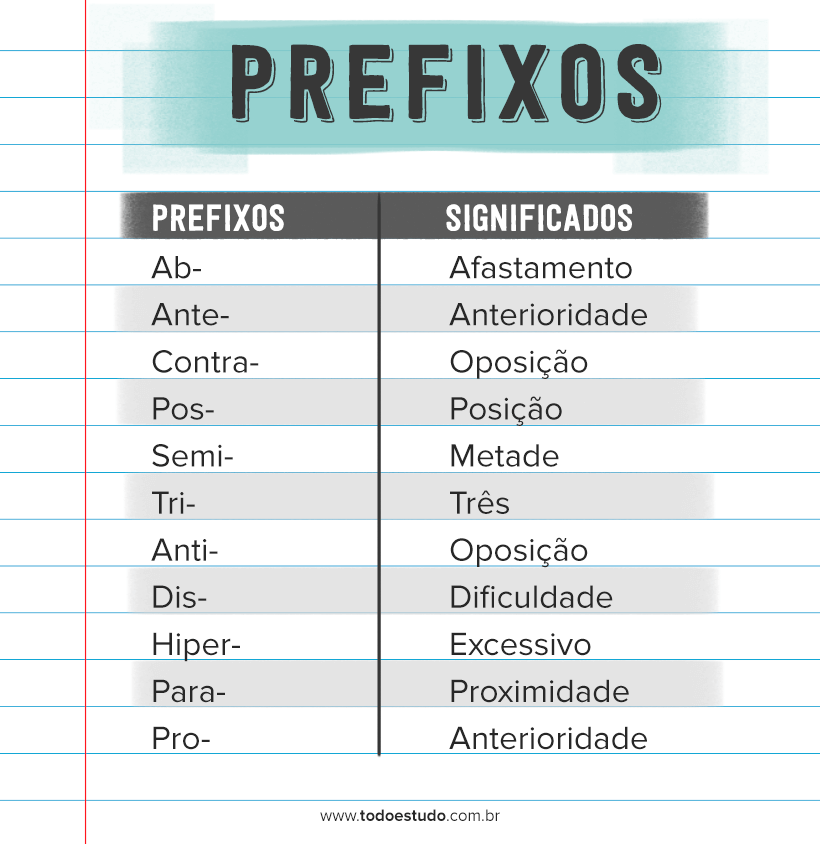 PREFIXOS
PREFIXOS SIGNIFICADOS
Ab- Afastamento
Ante- Anterioridade
Contra- Oposição
Pos- Posição
Semi- Metade
Tri- Três
Anti- Oposição
Dis- Dificuldade
Hiper- Excessivo
Para- Proximidade
Pro- Anterioridade
www.todoestudo.com.br